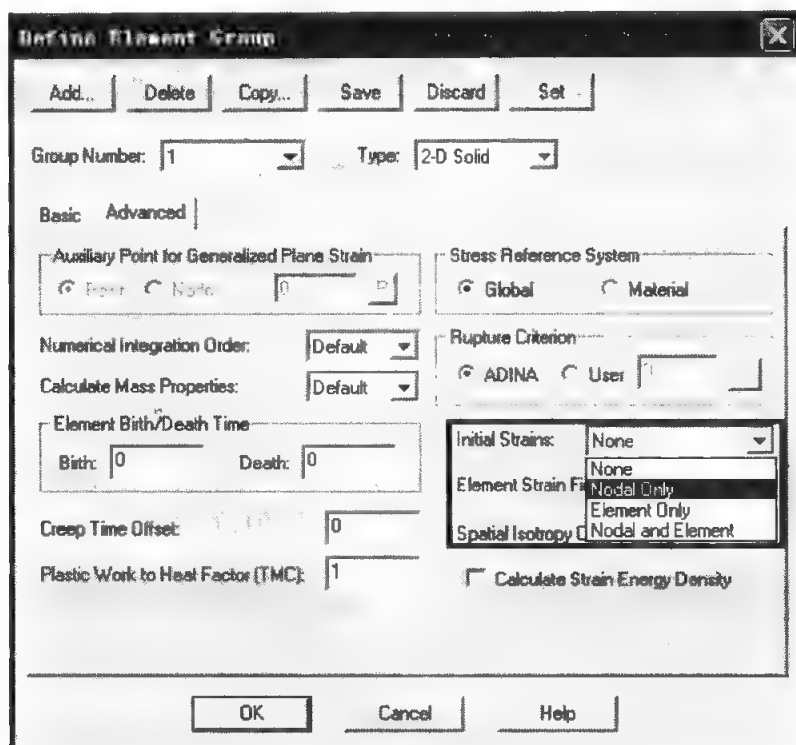 Define Element Group
Add... Delete Copy... Save Discard Set
Group Number: 1 Type: 2-D Solid
Basic Advanced
Auxiliary Point for Generalized Plane Strain
Point Node 0 P
Stress Reference System
Global Material
Numerical Integration Order: Default
Calculate Mass Properties: Default
Rupture Criterion
ADINA User
Element Birth/Death Time
Birth: 0 Death: 0
Initial Strains: None
None
Element Strain Fi
Nodal Only
Element Only
Spatial Isotropy
Nodal and Element
Creep Time Offset: 0
Plastic Work to Heat Factor (TMC): 1
Calculate Strain Energy Density
OK Cancel Help